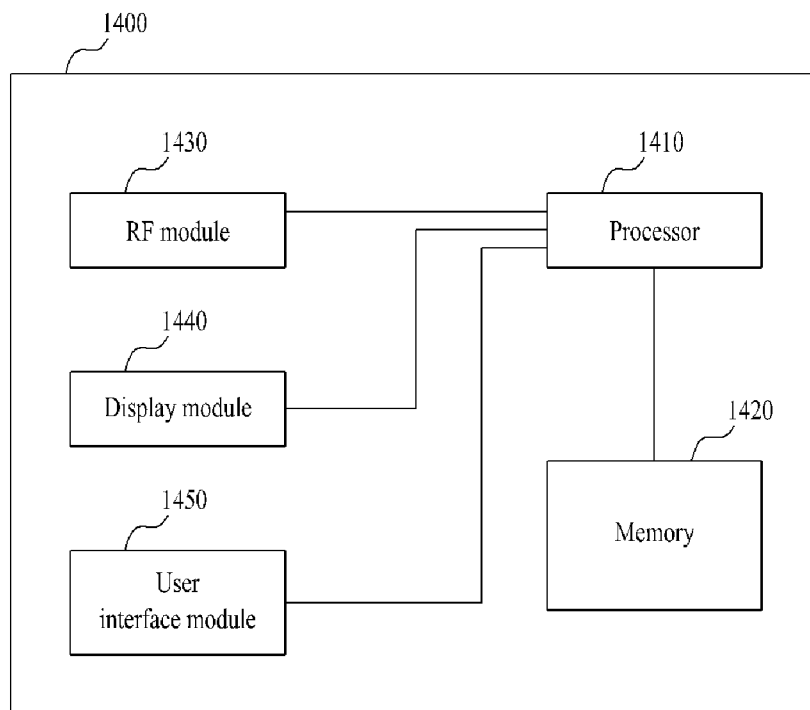 1400
1430
RF module
1410
Processor
1440
Display module
1420
Memory
1450
User
interface module